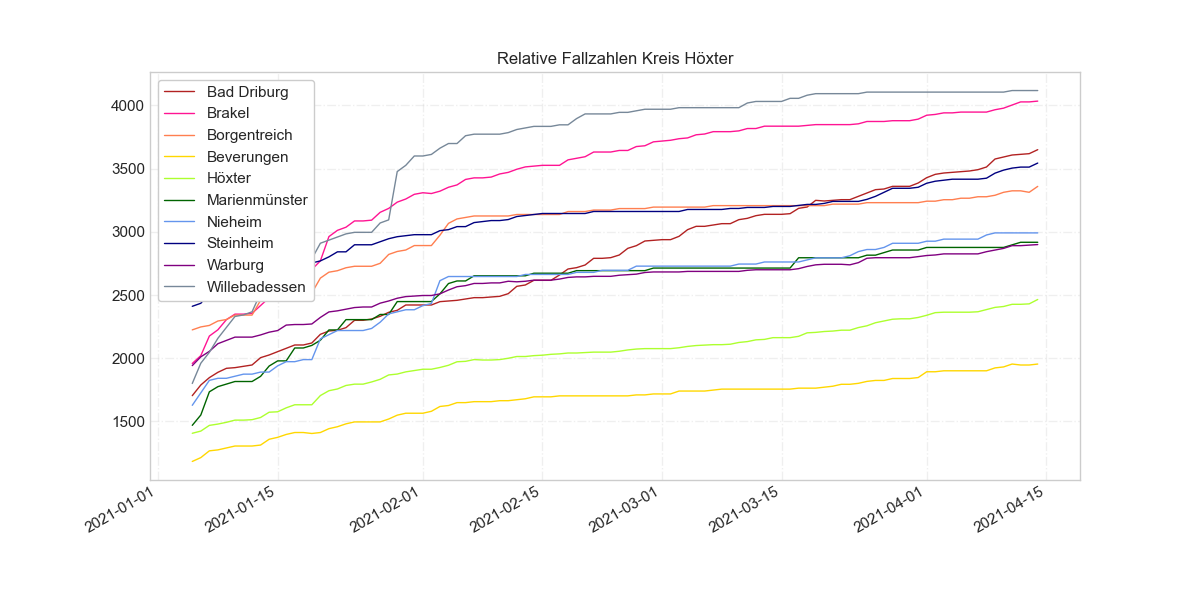 Relative Fallzahlen Kreis Höxter
Bad Driburg
Brakel
Borgentreich
Beverungen
Höxter
Marienmünster
Nieheim
Steinheim
Warburg
Willebadessen
4000
3500
3000
2500
2000
1500
2021-01-01
2021-01-15
2021-02-01
2021-02-15
2021-03-01
2021-03-15
2021-04-01
2021-04-15